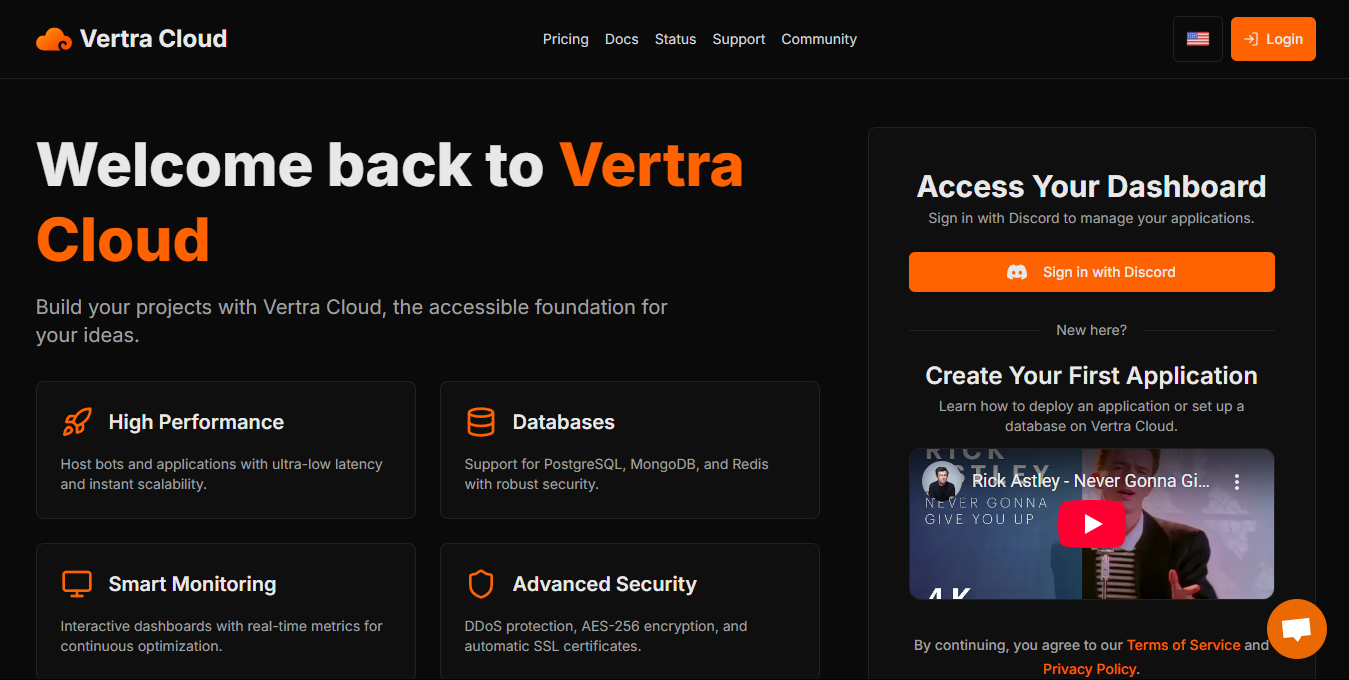 Vertra Cloud
Pricing
Docs
Status
Support
Community
Login
Welcome back to Vertra
Cloud
Build your projects with Vertra Cloud, the accessible foundation for
your ideas.
High Performance
Host bots and applications with ultra-low latency
and instant scalability.
Databases
Support for PostgreSQL, MongoDB, and Redis
with robust security.
Smart Monitoring
Interactive dashboards with real-time metrics for
continuous optimization.
Advanced Security
DDoS protection, AES-256 encryption, and
automatic SSL certificates.
Access Your Dashboard
Sign in with Discord to manage your applications.
Sign in with Discord
New here?
Create Your First Application
Learn how to deploy an application or set up a
database on Vertra Cloud.
RICK
ASTLEY
Rick Astley - Never Gonna Gi...
NEVER GONNA
GIVE YOU UP
4K
By continuing, you agree to our Terms of Service and
Privacy Policy.